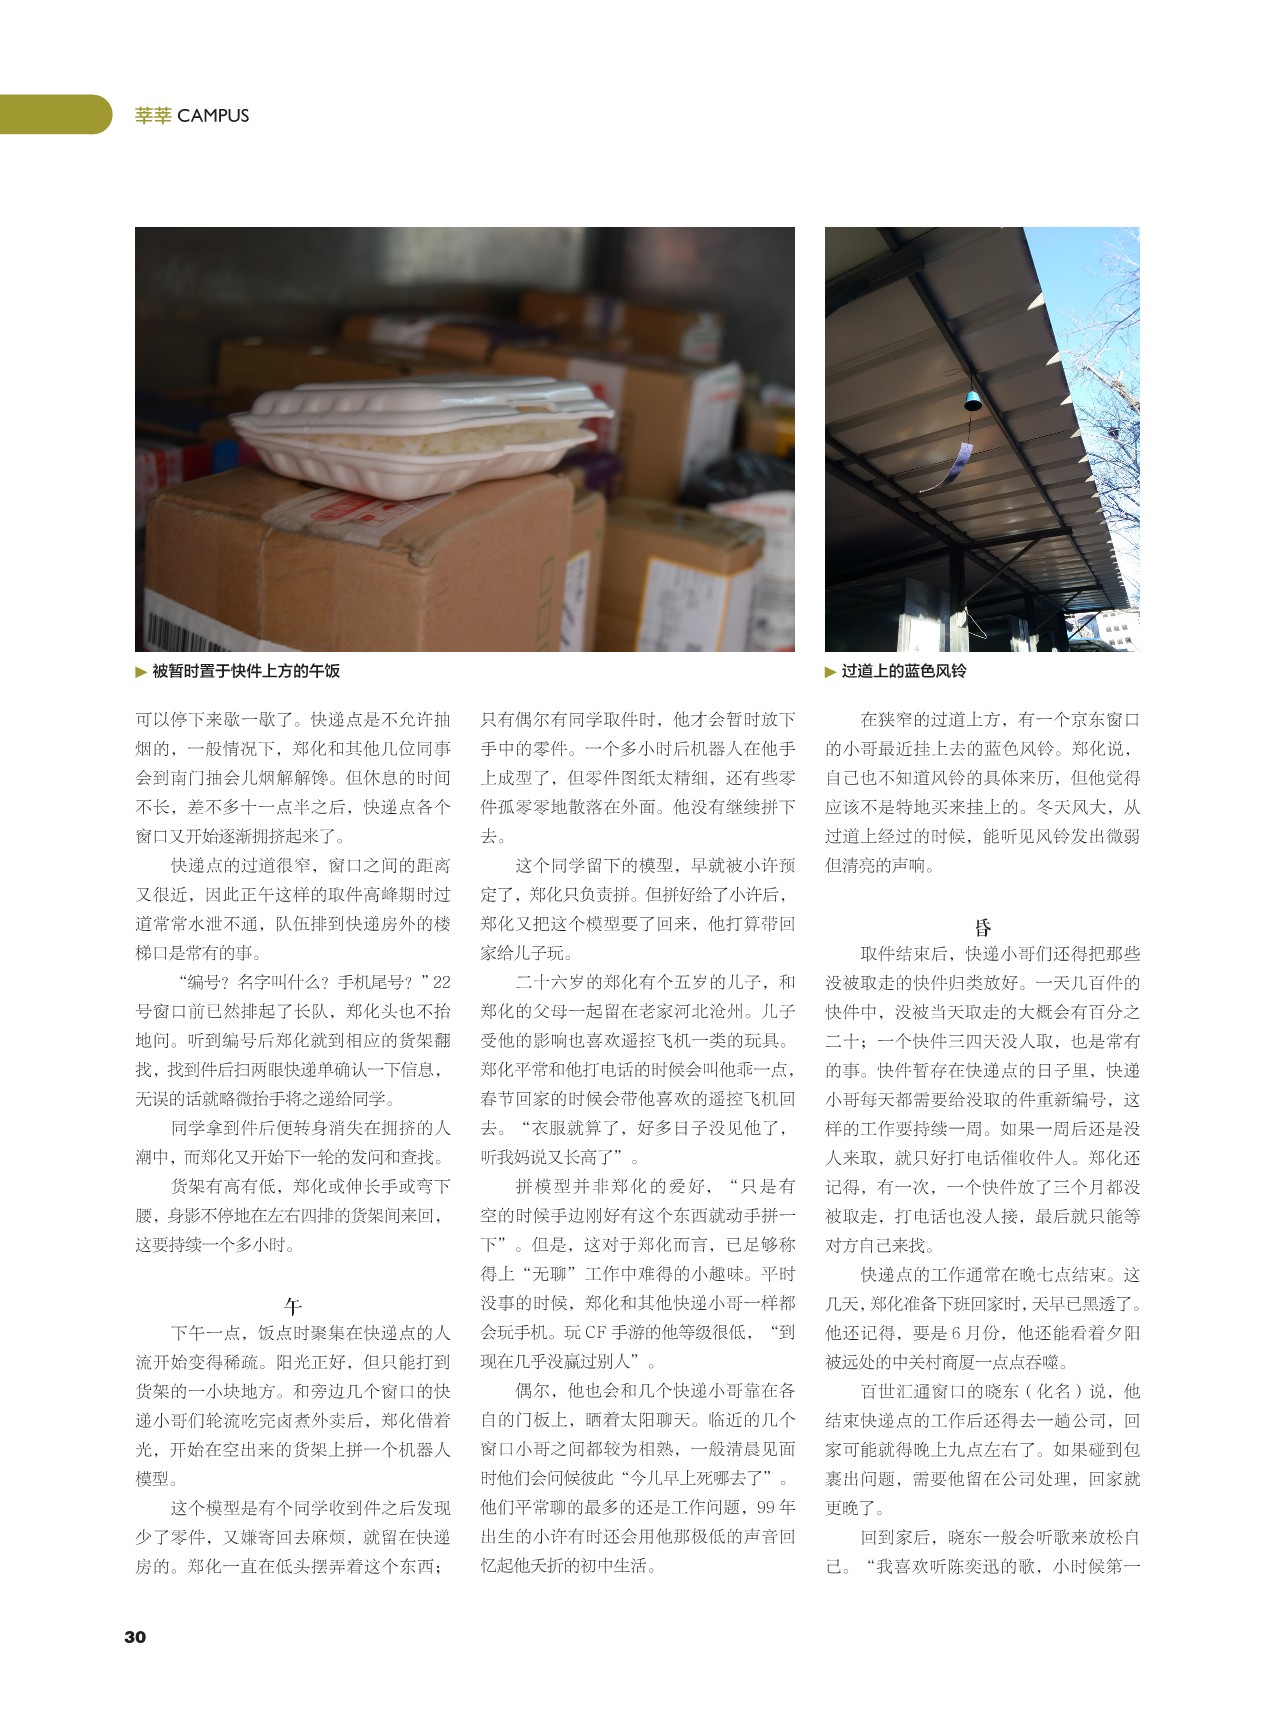 莘莘 CAMPUS
▶ 被暂时置于快件上方的午饭
▶ 过道上的蓝色风铃
可以停下来歇一歇了。快递点是不允许抽
烟的，一般情况下，郑化和其他几位同事
会到南门抽会儿烟解解馋。但休息的时间
不长，差不多十一点半之后，快递点各个
窗口又开始逐渐拥挤起来了。
快递点的过道很窄，窗口之间的距离
又很近，因此正午这样的取件高峰期时过
道常常水泄不通，队伍排到快递房外的楼
梯口是常有的事。
“编号？名字叫什么？手机尾号？”22
号窗口前已然排起了长队，郑化头也不抬
地问。听到编号后郑化就到相应的货架翻
找，找到件后扫两眼快递单确认一下信息，
无误的话就略微抬手将之递给同学。
同学拿到件后便转身消失在拥挤的人
潮中，而郑化又开始下一轮的发问和查找。
货架有高有低，郑化或伸长手或弯下
腰，身影不停地在左右四排的货架间来回，
这要持续一个多小时。
午
下午一点，饭点时聚集在快递点的人
流开始变得稀疏。阳光正好，但只能打到
货架的一小块地方。和旁边几个窗口的快
递小哥们轮流吃完卤煮外卖后，郑化借着
光，开始在空出来的货架上拼一个机器人
模型。
这个模型是有个同学收到件之后发现
少了零件，又嫌寄回去麻烦，就留在快递
房的。郑化一直在低头摆弄着这个东西；
只有偶尔有同学取件时，他才会暂时放下
手中的零件。一个多小时后机器人在他手
上成型了，但零件图纸太精细，还有些零
件孤零零地散落在外面。他没有继续拼下
去。
这个同学留下的模型，早就被小许预
定了，郑化只负责拼。但拼好给了小许后，
郑化又把这个模型要了回来，他打算带回
家给儿子玩。
二十六岁的郑化有个五岁的儿子，和
郑化的父母一起留在老家河北沧州。儿子
受他的影响也喜欢遥控飞机一类的玩具。
郑化平常和他打电话的时候会叫他乖一点，
春节回家的时候会带他喜欢的遥控飞机回
去。“衣服就算了，好多日子没见他了，
听我妈说又长高了”。
拼模型并非郑化的爱好，“只是有
空的时候手边刚好有这个东西就动手拼一
下”。但是，这对于郑化而言，已足够称
得上“无聊”工作中难得的小趣味。平时
没事的时候，郑化和其他快递小哥一样都
会玩手机。玩 CF 手游的他等级很低，“到
现在几乎没赢过别人”。
偶尔，他也会和几个快递小哥靠在各
自的门板上，晒着太阳聊天。临近的几个
窗口小哥之间都较为相熟，一般清晨见面
时他们会问候彼此“今儿早上死哪去了”。
他们平常聊的最多的还是工作问题，99 年
出生的小许有时还会用他那极低的声音回
忆起他夭折的初中生活。
在狭窄的过道上方，有一个京东窗口
的小哥最近挂上去的蓝色风铃。郑化说，
自己也不知道风铃的具体来历，但他觉得
应该不是特地买来挂上的。冬天风大，从
过道上经过的时候，能听见风铃发出微弱
但清亮的声响。
昏
取件结束后，快递小哥们还得把那些
没被取走的快件归类放好。一天几百件的
快件中，没被当天取走的大概会有百分之
二十；一个快件三四天没人取，也是常有
的事。快件暂存在快递点的日子里，快递
小哥每天都需要给没取的件重新编号，这
样的工作要持续一周。如果一周后还是没
人来取，就只好打电话催收件人。郑化还
记得，有一次，一个快件放了三个月都没
被取走，打电话也没人接，最后就只能等
对方自己来找。
快递点的工作通常在晚七点结束。这
几天，郑化准备下班回家时，天早已黑透了。
他还记得，要是 6 月份，他还能看着夕阳
被远处的中关村商厦一点点吞噬。
百世汇通窗口的晓东（化名）说，他
结束快递点的工作后还得去一趟公司，回
家可能就得晚上九点左右了。如果碰到包
裹出问题，需要他留在公司处理，回家就
更晚了。
回到家后，晓东一般会听歌来放松自
己。“我喜欢听陈奕迅的歌，小时候第一
30